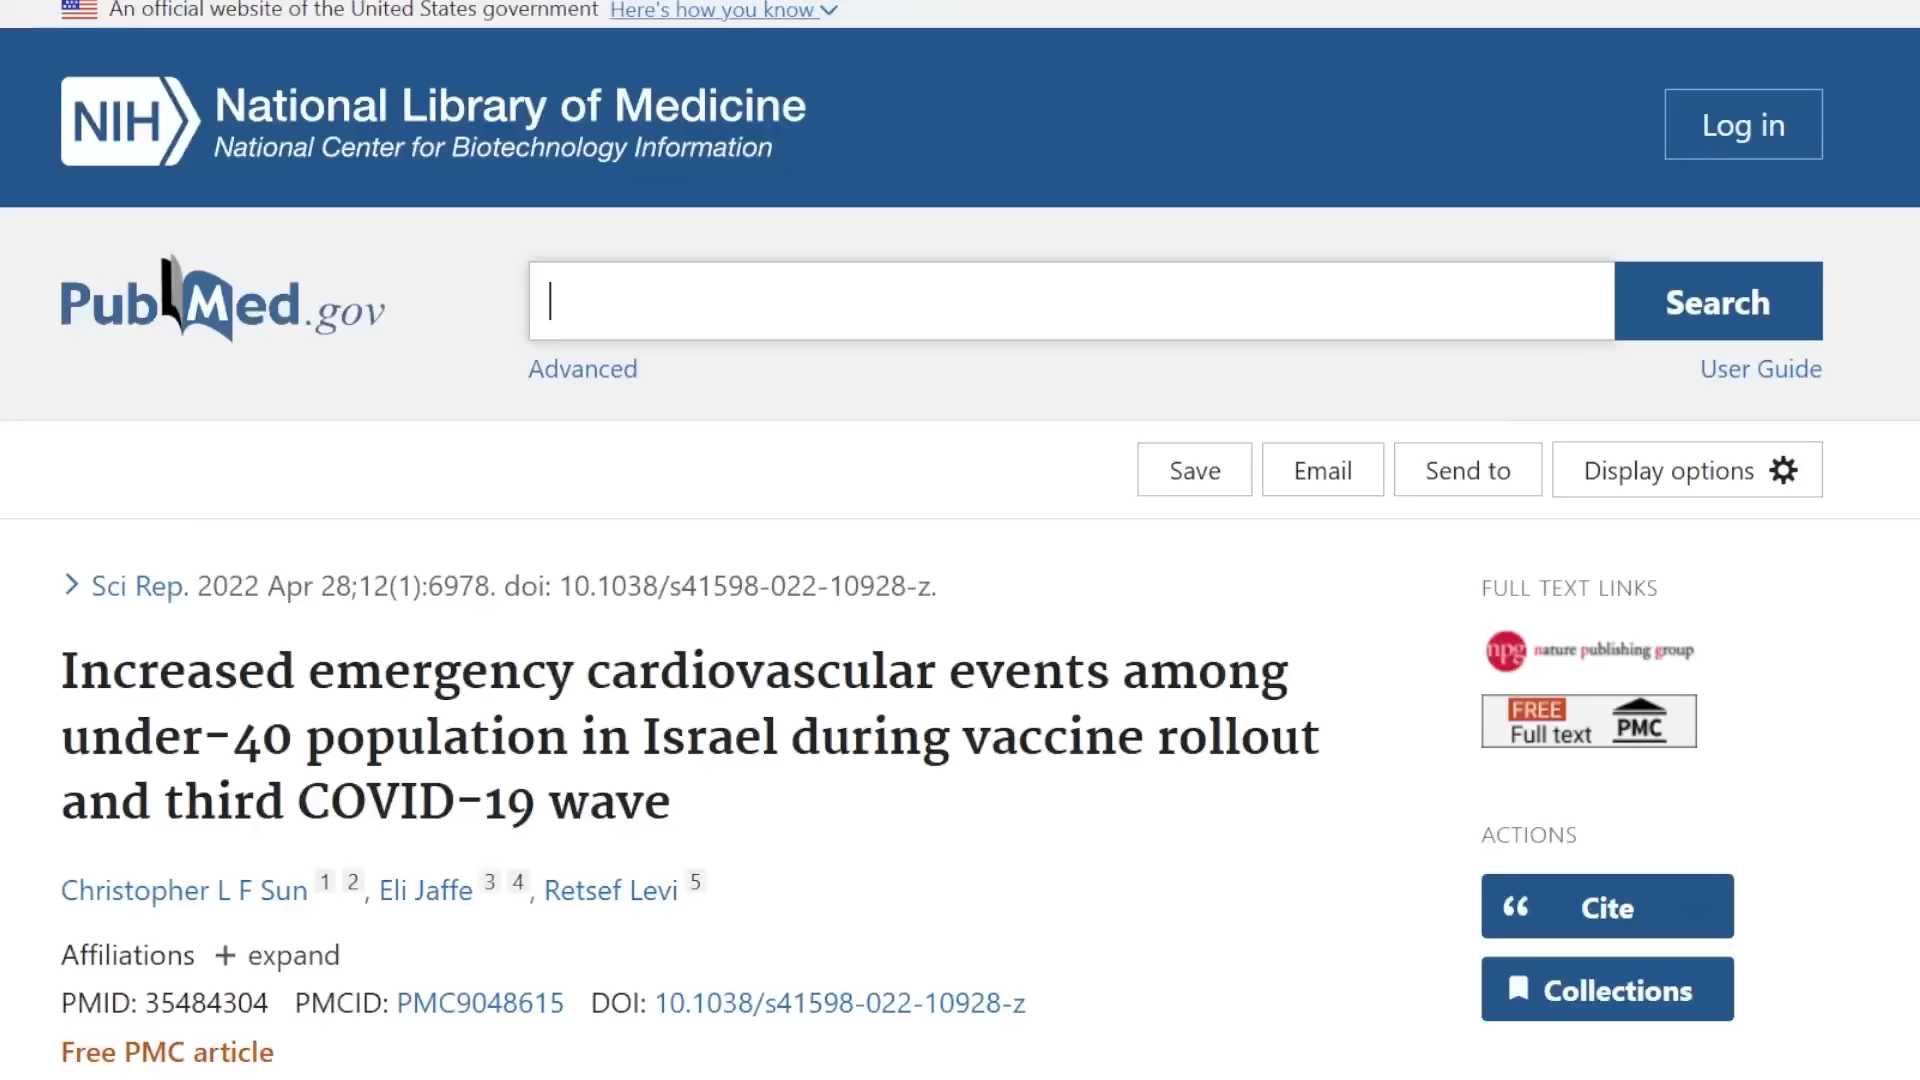 An official website of the United States government Here's how you know
NIH National Library of Medicine
National Center for Biotechnology Information
Log in
PubMed.gov
Search
Advanced
User Guide
Save Email Send to Display options
Sci Rep. 2022 Apr 28;12(1):6978. doi: 10.1038/s41598-022-10928-z.
Increased emergency cardiovascular events among
under-40 population in Israel during vaccine rollout
and third COVID-19 wave
Christopher L F Sun 1 2, Eli Jaffe 3 4, Retsef Levi 5
Affiliations + expand
PMID: 35484304 PMCID: PMC9048615 DOI: 10.1038/s41598-022-10928-z
Free PMC article
FULL TEXT LINKS
npg nature publishing group
FREE
Full text PMC
ACTIONS
“ Cite
Collections